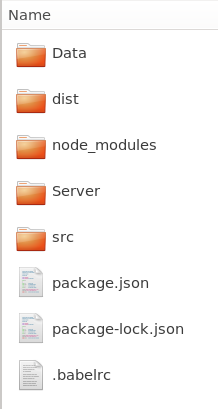 Name
Data
dist
node_modules
Server
src
package.json
package-lock.json
.babelrc